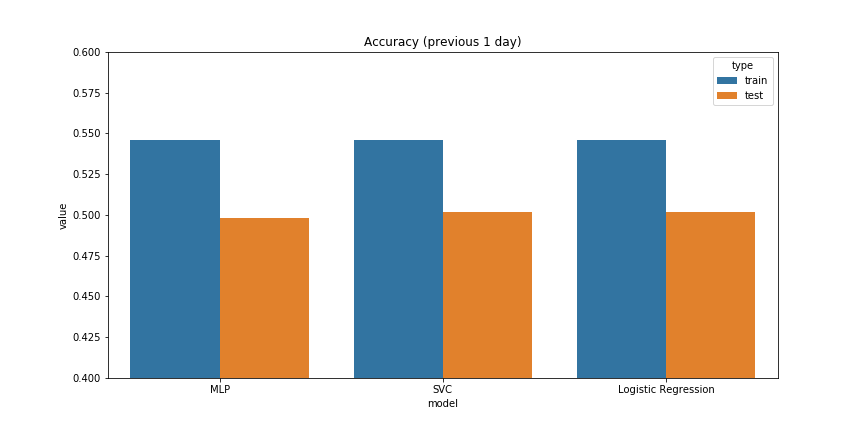 Accuracy (previous 1 day)
type
train
test
0.600
0.575
0.550
0.525
0.500
0.475
0.450
0.425
0.400
value
MLP
SVC
Logistic Regression
model